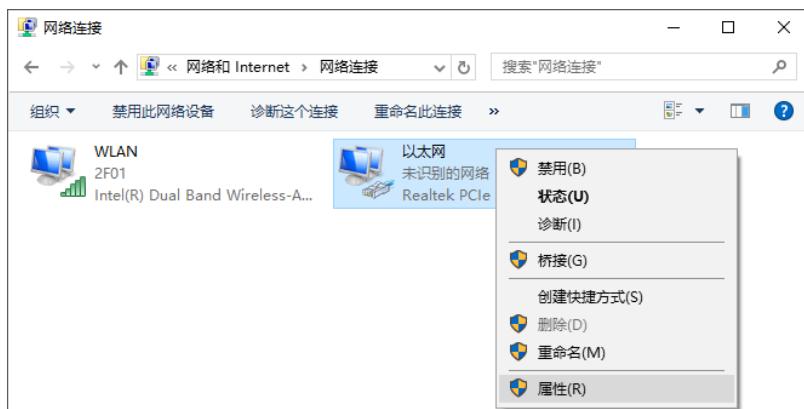 网络连接
« 网络和 Internet › 网络连接
搜索"网络连接"
组织 禁用此网络设备 诊断这个连接 重命名此连接 »
WLAN
2F01
Intel(R) Dual Band Wireless-A...
以太网
未识别的网络
Realtek PCIe
禁用(B)
状态(U)
诊断(I)
桥接(G)
创建快捷方式(S)
删除(D)
重命名(M)
属性(R)